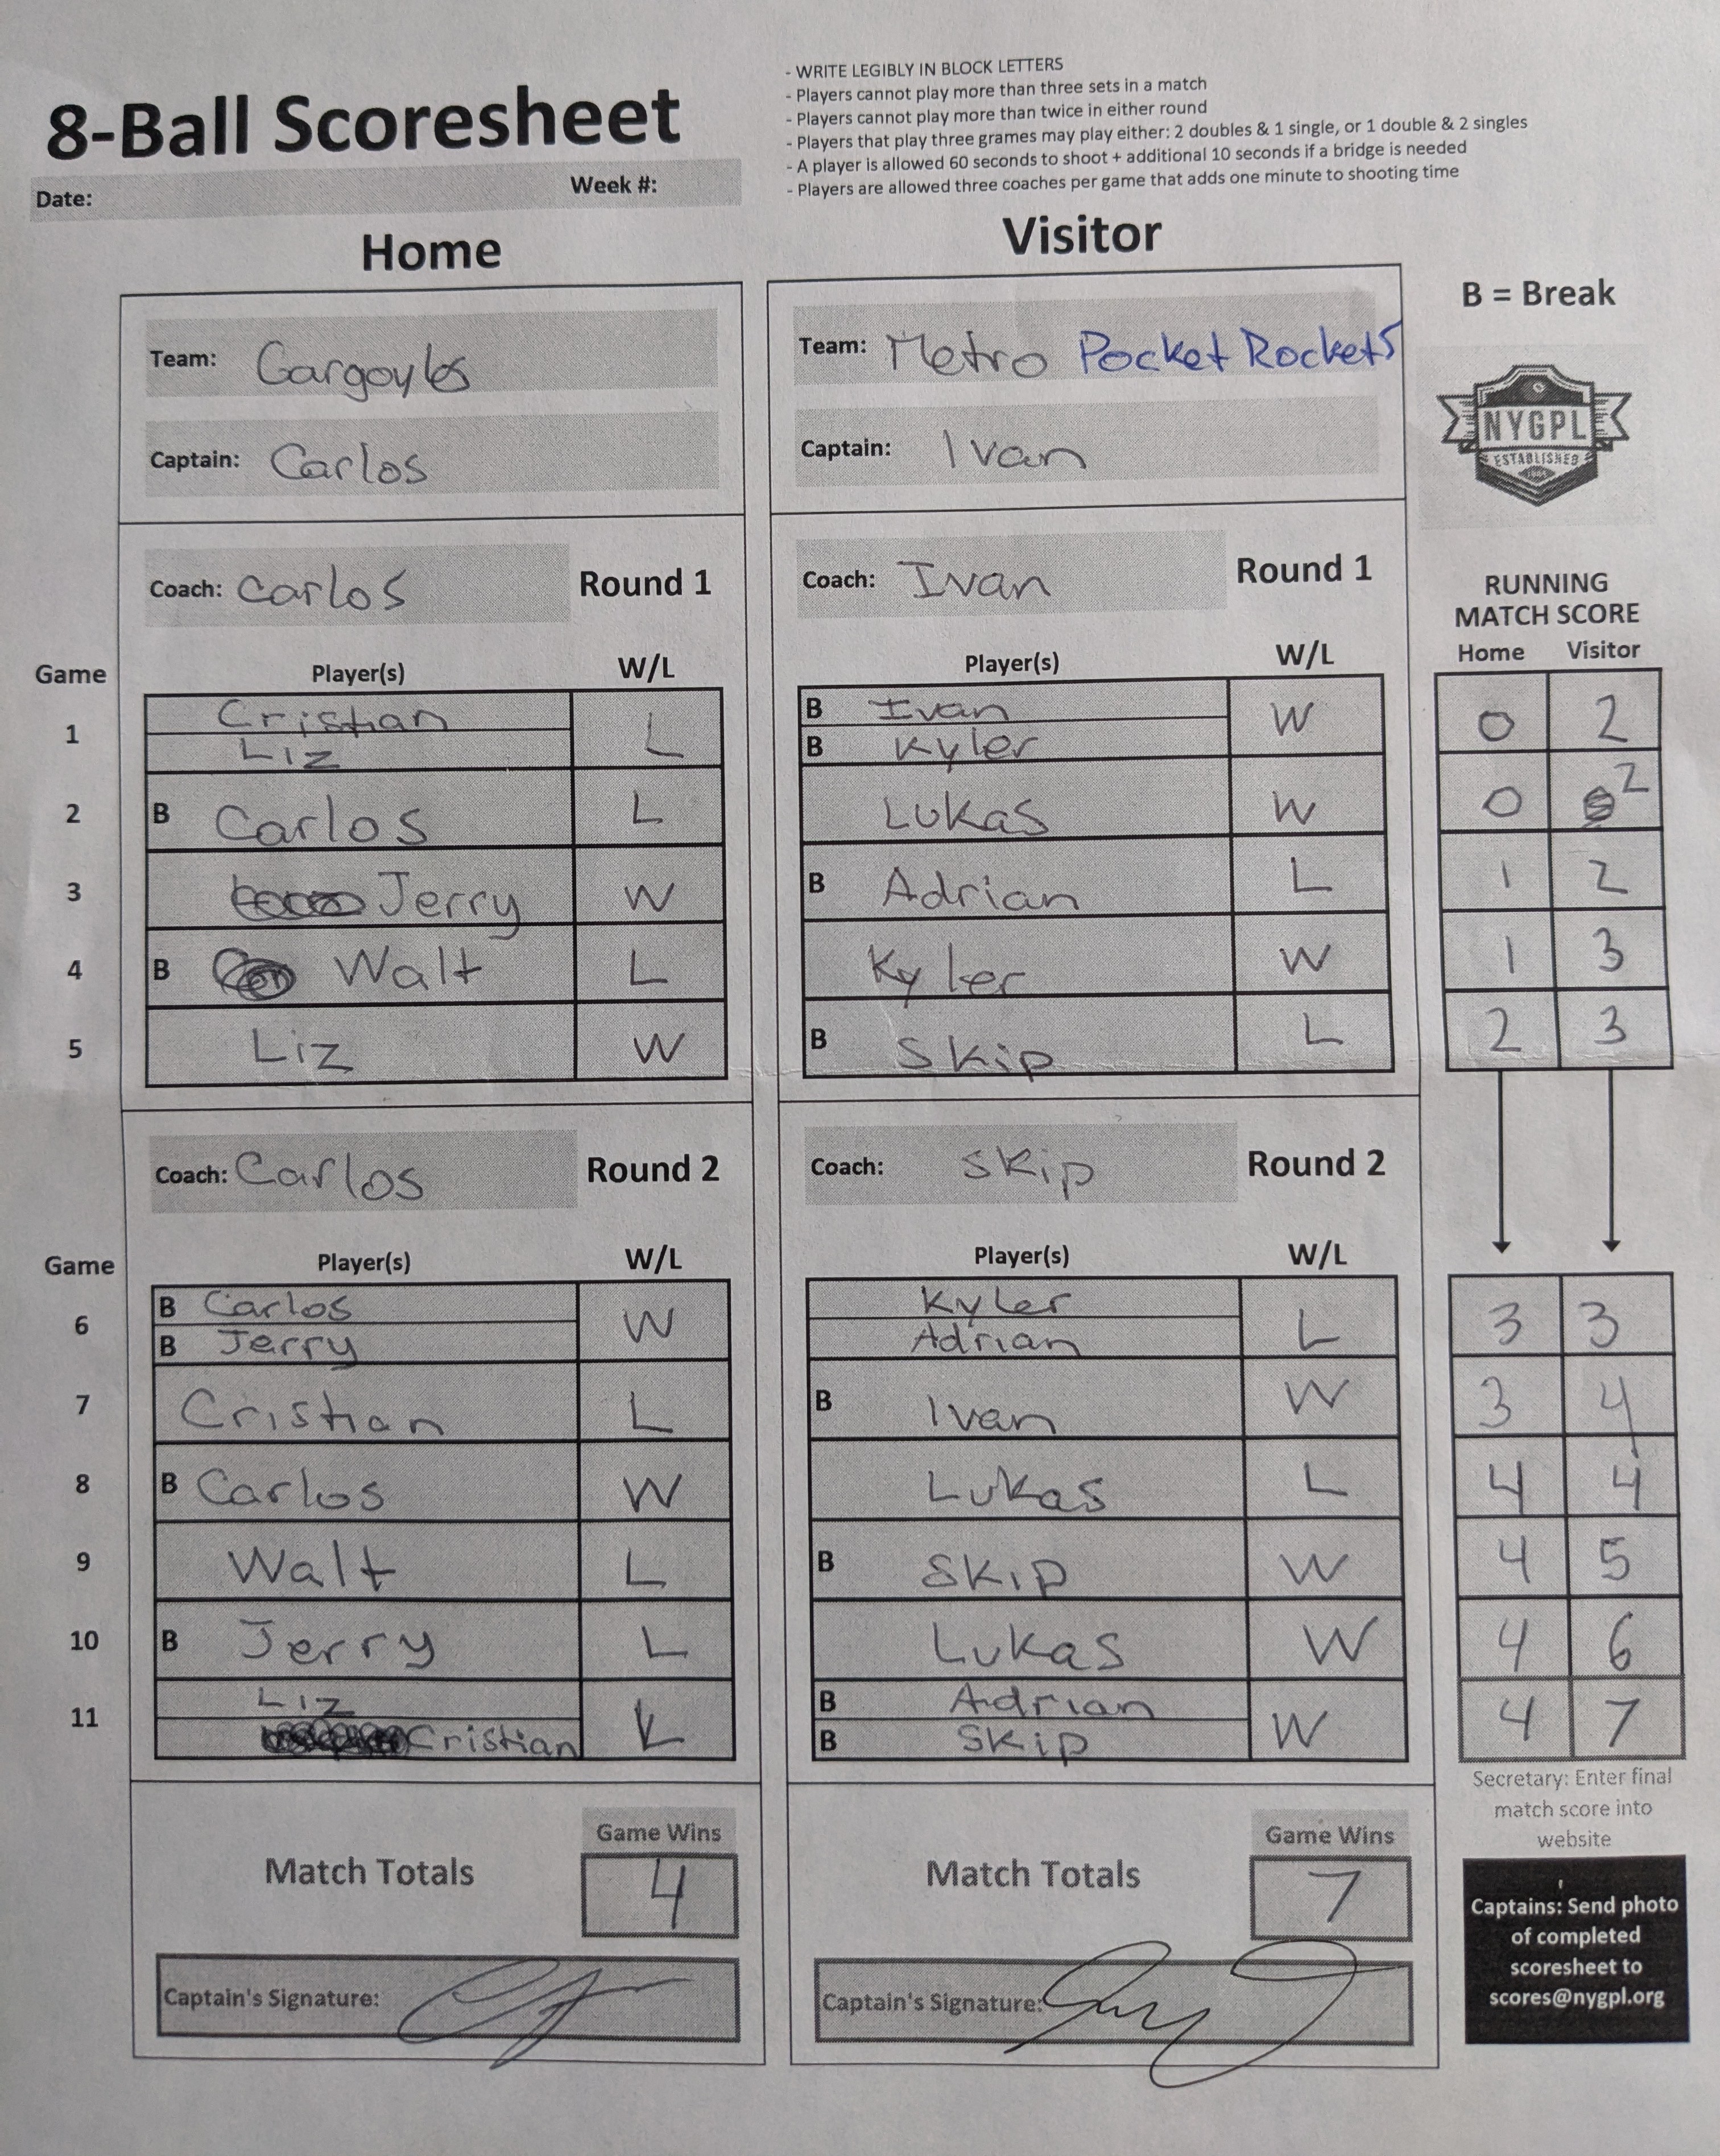 8-Ball Scoresheet
Date: Week #:
- WRITE LEGIBLY IN BLOCK LETTERS
- Players cannot play more than three sets in a match
- Players cannot play more than twice in either round
- Players that play three grames may play either: 2 doubles & 1 single, or 1 double & 2 singles
- A player is allowed 60 seconds to shoot + additional 10 seconds if a bridge is needed
- Players are allowed three coaches per game that adds one minute to shooting time
Home Visitor
B = Break
Team: Gargoyles Team: Metro Pocket Rockets
Captain: Carlos Captain: Ivan
NYGPL
ESTABLISHED
Coach: Carlos Round 1 Coach: Ivan Round 1
RUNNING
MATCH SCORE
Game Player(s) W/L Player(s) W/L Home Visitor
1 Cristian L B Ivan W 0 2
Liz B Kyler
2 B Carlos L Lukas W 0 2
3 Jerry W B Adrian L 1 2
4 B Walt L Kyler W 1 3
5 Liz W B Skip L 2 3
Coach: Carlos Round 2 Coach: Skip Round 2
Game Player(s) W/L Player(s) W/L
6 B Carlos W Kyler L 3 3
B Jerry Adrian
7 Cristian L B Ivan W 3 4
8 B Carlos W Lukas L 4 4
9 Walt L B Skip W 4 5
10 B Jerry L Lukas W 4 6
11 Liz L B Adrian W 4 7
Cristian B Skip
Secretary: Enter final
match score into
website
Match Totals Game Wins 4 Match Totals Game Wins 7
Captain's Signature: Captain's Signature:
Captains: Send photo
of completed
scoresheet to
scores@nygpl.org